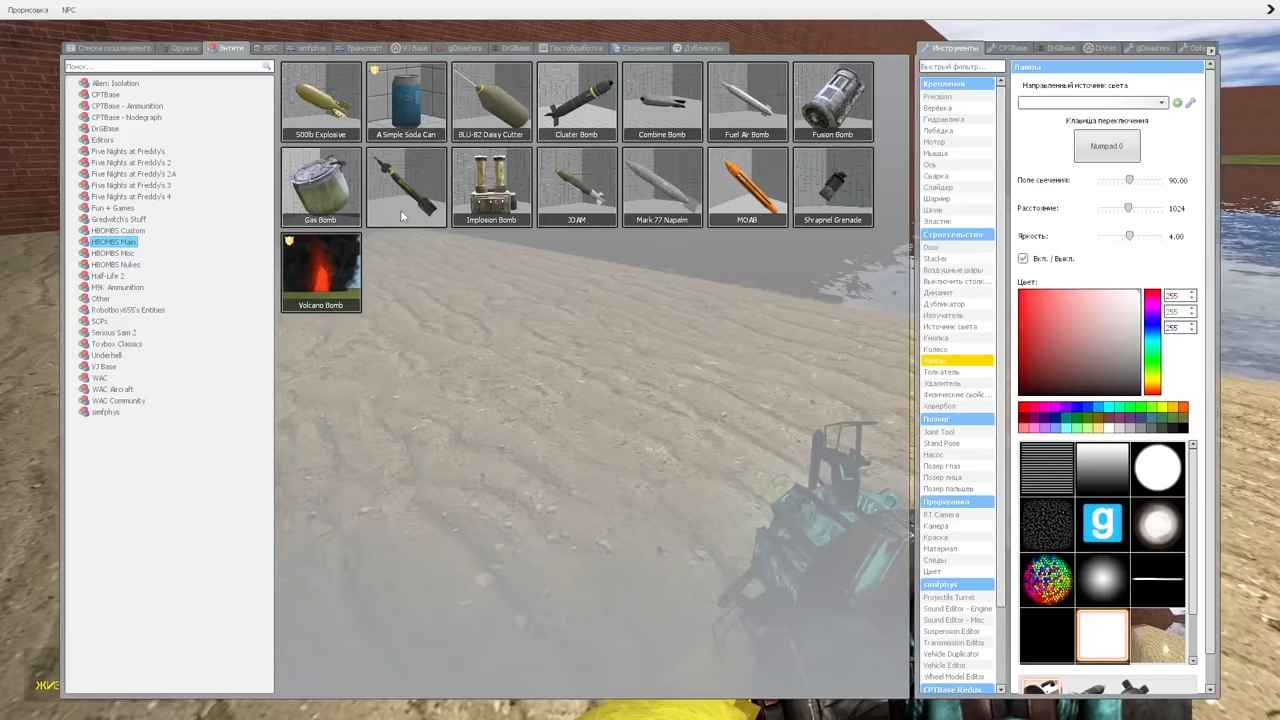 Прорисовка NPC
Списки создаваемого Оружие Энтити NPC simfphys Транспорт VJ Base gDisasters DrGBase Постобработка Сохранения Дубликаты
Поиск...
Alien: Isolation
CPTBase
CPTBase - Ammunition
CPTBase - Nodegraph
DrGBase
Editors
Five Nights at Freddy's
Five Nights at Freddy's 2
Five Nights at Freddy's 2A
Five Nights at Freddy's 3
Five Nights at Freddy's 4
Fun + Games
Gredwitch's Stuff
HBOMBS Custom
HBOMBS Main
HBOMBS Misc
HBOMBS Nukes
Half-Life 2
M9K Ammunition
Other
Robotboy655's Entities
SCPs
Serious Sam 2
Toybox Classics
Underhell
VJ Base
WAC
WAC Aircraft
WAC Community
simfphys
500lb Explosive A Simple Soda Can BLU-82 Daisy Cutter Cluster Bomb Combine Bomb Fuel Air Bomb Fusion Bomb
Gas Bomb Implosion Bomb JDAM Mark 77 Napalm MOAB Shrapnel Grenade
Volcano Bomb
ЖИЗ
Инструменты CPTBase DrGBase DrVrej gDisasters Opti
Быстрый фильтр...
Крепления
Precision
Верёвка
Гидравлика
Лебёдка
Мотор
Мышца
Ось
Сварка
Слайдер
Шарнир
Шкив
Эластик
Строительство
Door
Stacker
Воздушные шары
Выключить столк...
Динамит
Дубликатор
Излучатель
Источник света
Кнопка
Колесо
Лампы
Толкатель
Удалитель
Физические свойс...
Ховербол
Позинг
Joint Tool
Stand Pose
Насос
Позер глаз
Позер лица
Позер пальцев
Прорисовка
RT Camera
Камера
Краска
Материал
Следы
Цвет
simfphys
Projectile Turret
Sound Editor - Engine
Sound Editor - Misc
Suspension Editor
Transmission Editor
Vehicle Duplicator
Vehicle Editor
Wheel Model Editor
CPTBase Redux
Лампы
Направленный источник света
Клавиша переключения
Numpad 0
Поле свечения: 90.00
Расстояние: 1024
Яркость: 4.00
Вкл. / Выкл.
Цвет:
255
255
255
g